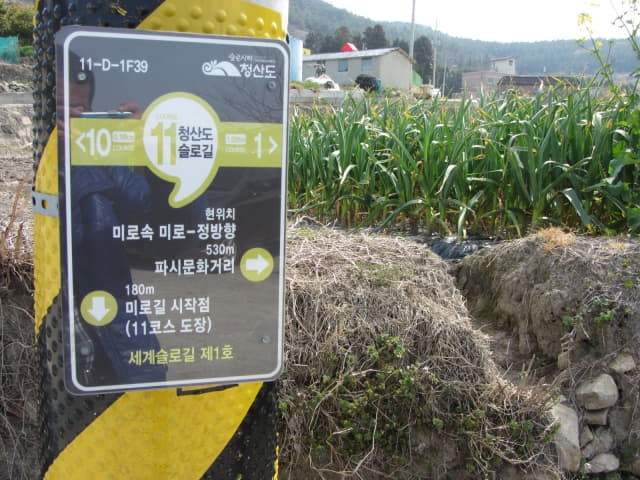 11-D-1F39
슬로시티
청산도
<10
COURSE
COURSE
11
청산도
슬로길
COURSE
1>
현위치
미로속 미로-정방향
530m
파시문화거리
180m
미로길 시작점
(11코스 도장)
세계슬로길 제1호